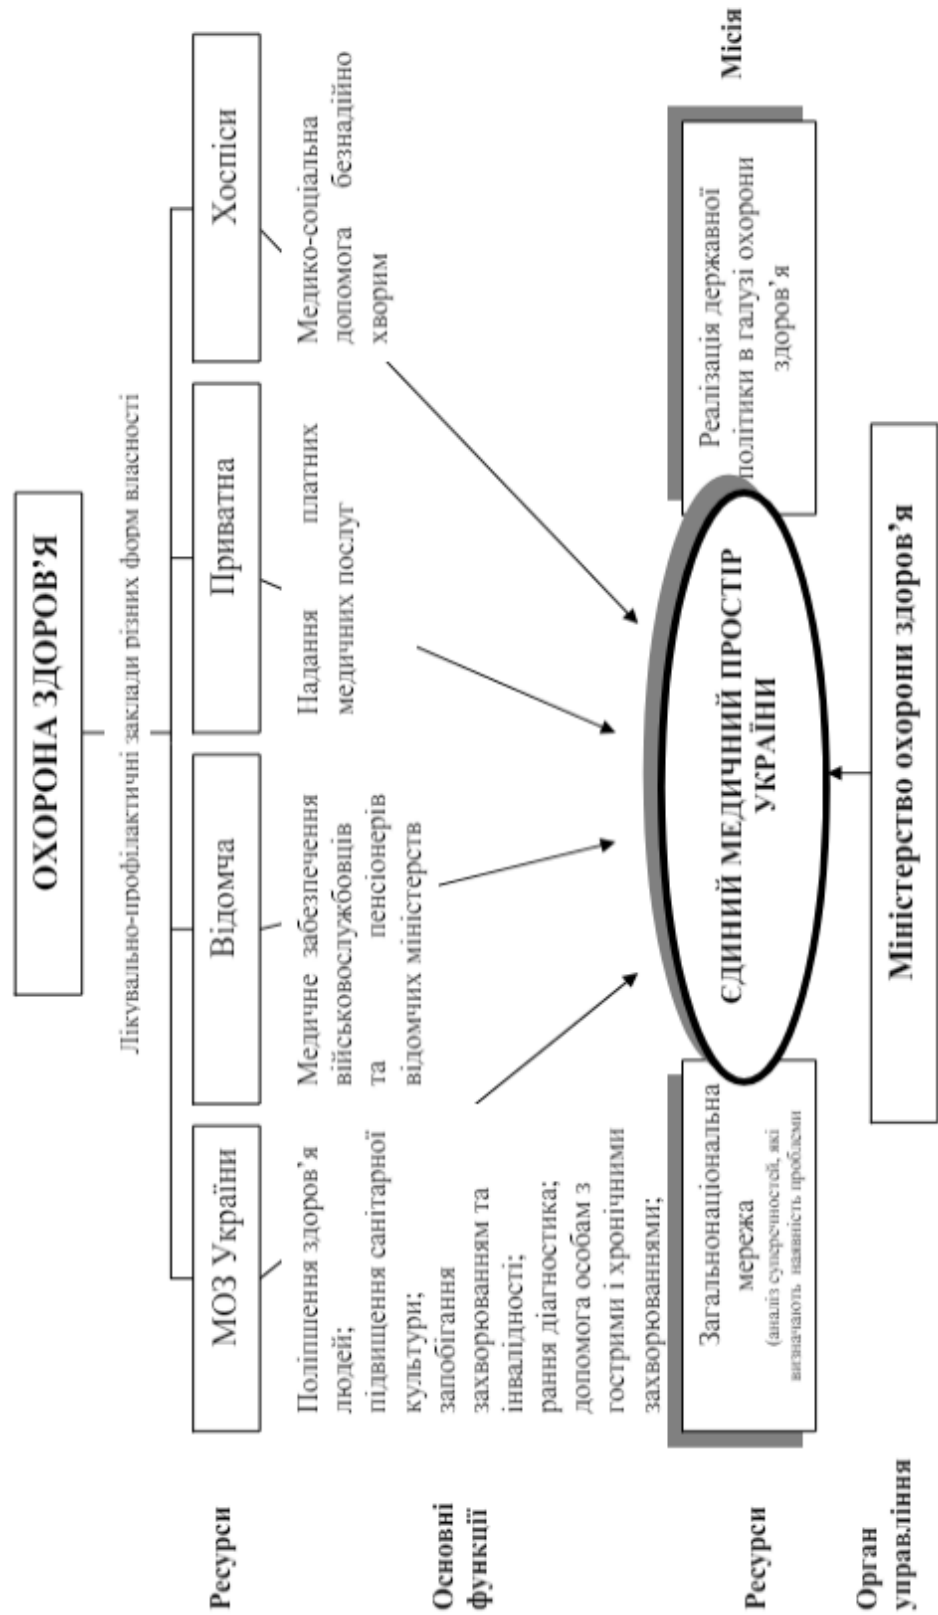 ОХОРОНА ЗДОРОВ’Я
Лікувально-профілактичні заклади різних форм власності
Ресурси
МОЗ України
Відомча
Приватна
Хоспіси
Основні
функції
Поліпшення здоров’я
людей;
підвищення санітарної
культури;
запобігання
захворюванням та
інвалідності;
рання діагностика;
допомога особам з
гострими і хронічними
захворюваннями;
Медичне забезпечення
військовослужбовців
та пенсіонерів
відомчих міністерств
Надання платних
медичних послуг
Медико-соціальна
допомога безнадійно
хворим
Ресурси
Загальнонаціональна
мережа
(аналіз суперечностей, які
визначають наявність проблеми
ЄДИНИЙ МЕДИЧНИЙ ПРОСТІР
УКРАЇНИ
Реалізація державної
політики в галузі охорони
здоров’я
Місія
Орган
управління
Міністерство охорони здоров’я